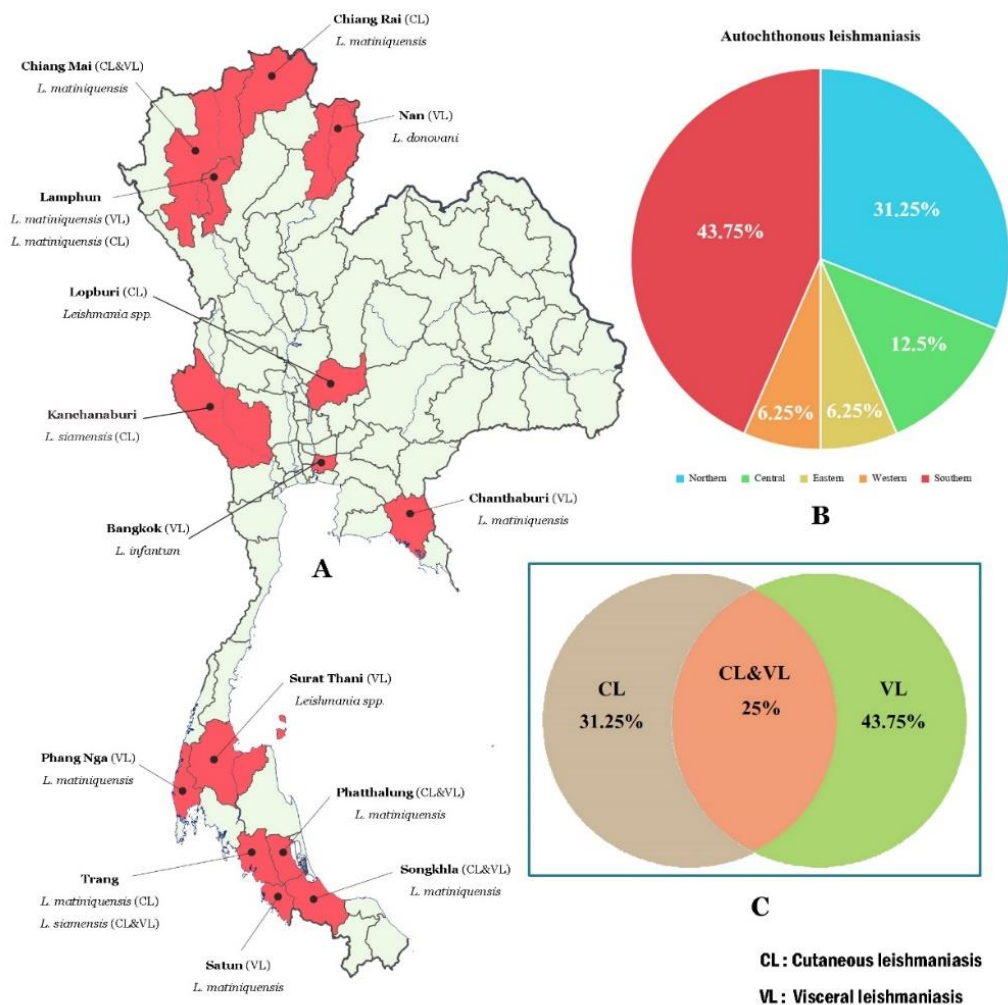 Chiang Rai (CL)
L. matiniquensis
Chiang Mai (CL&VL)
L. matiniquensis
Nan (VL)
L. donovani
Lamphun
L. matiniquensis (VL)
L. matiniquensis (CL)
Lopburi (CL)
Leishmania spp.
Kanehanaburi
L. siamensis (CL)
Bangkok (VL)
L. infantum
Chanthaburi (VL)
L. matiniquensis
A
Surat Thani (VL)
Leishmania spp.
Phang Nga (VL)
L. matiniquensis
Phatthalung (CL&VL)
L. matiniquensis
Trang
L. matiniquensis (CL)
L. siamensis (CL&VL)
Songkhla (CL&VL)
L. matiniquensis
Satun (VL)
L. matiniquensis
Autochthonous leishmaniasis
31.25%
43.75%
12.5%
6.25%
6.25%
Northern
Central
Eastern
Western
Southern
B
CL
31.25%
CL&VL
25%
VL
43.75%
C
CL : Cutaneous leishmaniasis
VL : Visceral leishmaniasis